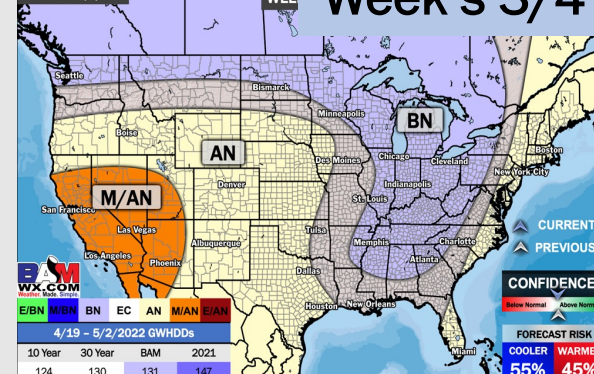 Week's 3/4
Seattle
Bismarck
Minneapolis
BN
Boise
AN
Des Moines
Chicago
Cleveland
Boston
New York City
Denver
Indianapolis
M/AN
St. Louis
San Francisco
Las Vegas
Tulsa
CURRENT
Albuquerque
Memphis
Charlotte
PREVIOUS
Los Angeles
Phoenix
Atlanta
Dallas
BAM
WX.COM
Weather. Made. Simple.
CONFIDENCE
Houston
New Orleans
Below Normal
E/BN M/BN BN EC AN M/AN E/AN
4/19 – 5/2/2022 GWHDDs
FORECAST RISK
Miami
10 Year 30 Year BAM 2021
COOLER WARME
124 130 131 147
55% 45%